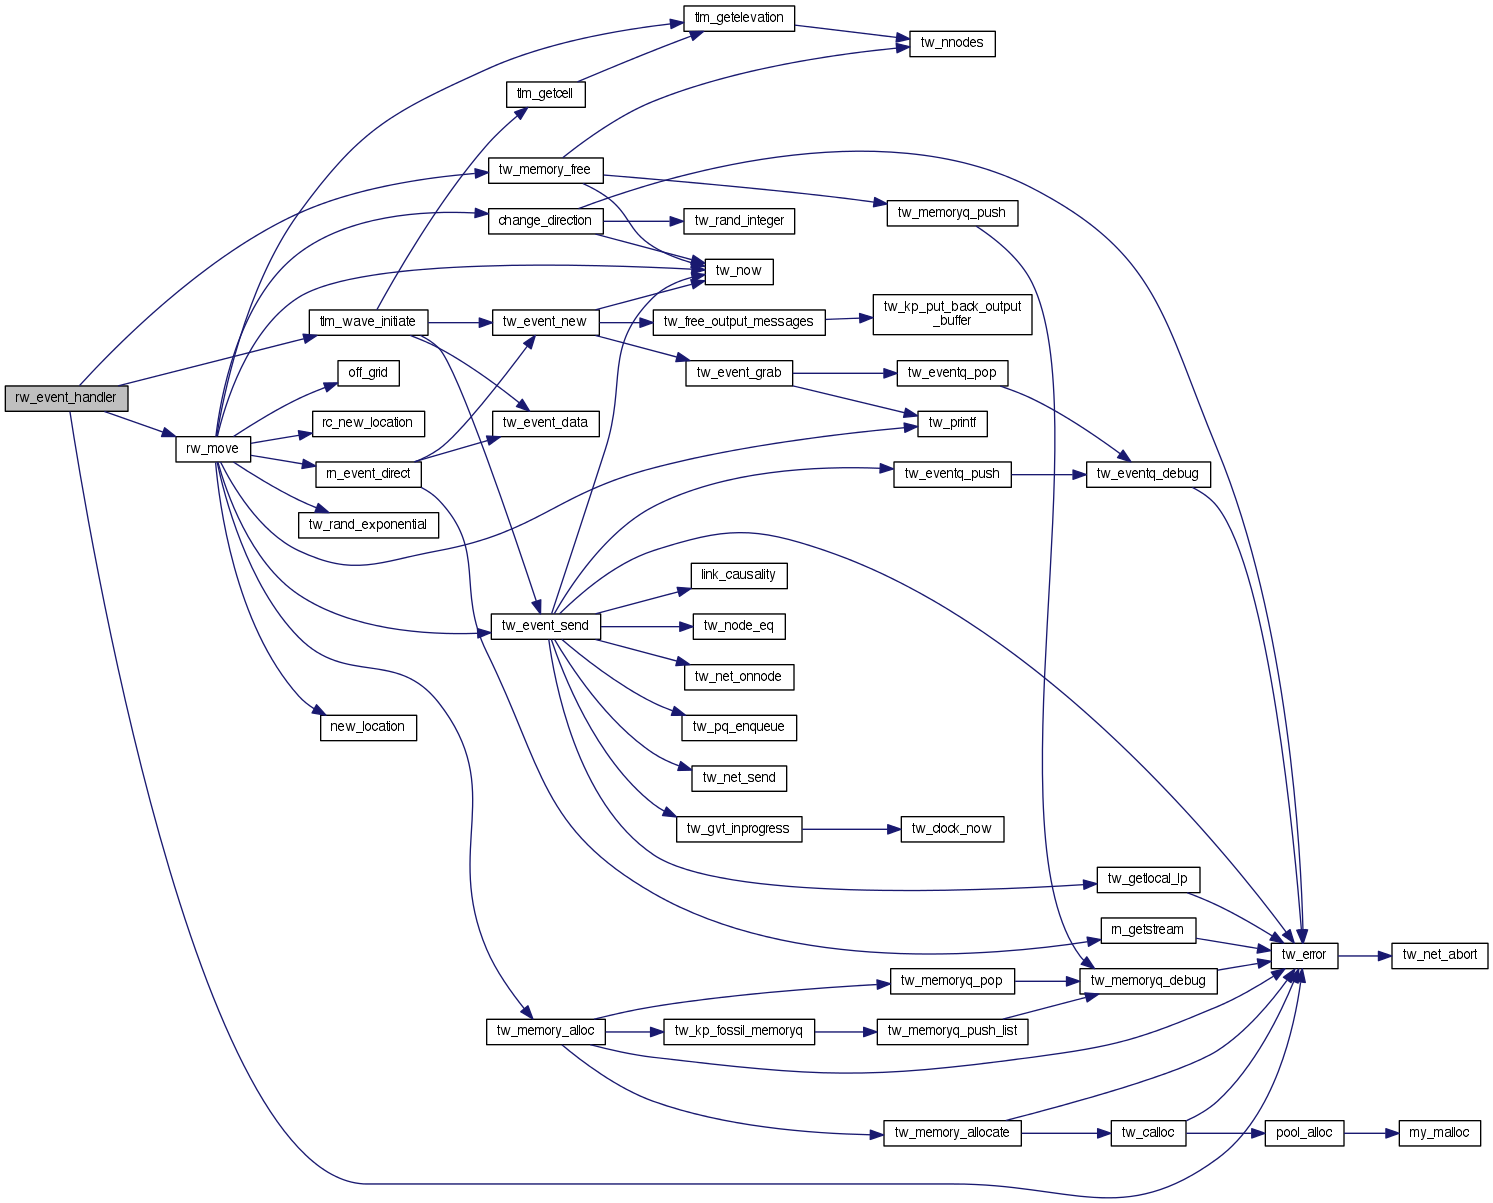 tlm_getelevation
tw_nnodes
tlm_getcell
tw_memory_free
tw_memoryq_push
change_direction
tw_rand_integer
tw_now
tlm_wave_initiate
tw_event_new
tw_free_output_messages
tw_kp_put_back_output
_buffer
off_grid
tw_event_grab
tw_eventq_pop
rw_event_handler
rc_new_location
tw_event_data
tw_printf
rw_move
rn_event_direct
tw_eventq_push
tw_eventq_debug
tw_rand_exponential
link_causality
tw_event_send
tw_node_eq
tw_net_onnode
new_location
tw_pq_enqueue
tw_net_send
tw_gvt_inprogress
tw_clock_now
tw_getlocal_lp
rn_getstream
tw_error
tw_net_abort
tw_memoryq_pop
tw_memoryq_debug
tw_memory_alloc
tw_kp_fossil_memoryq
tw_memoryq_push_list
tw_memory_allocate
tw_calloc
pool_alloc
my_malloc